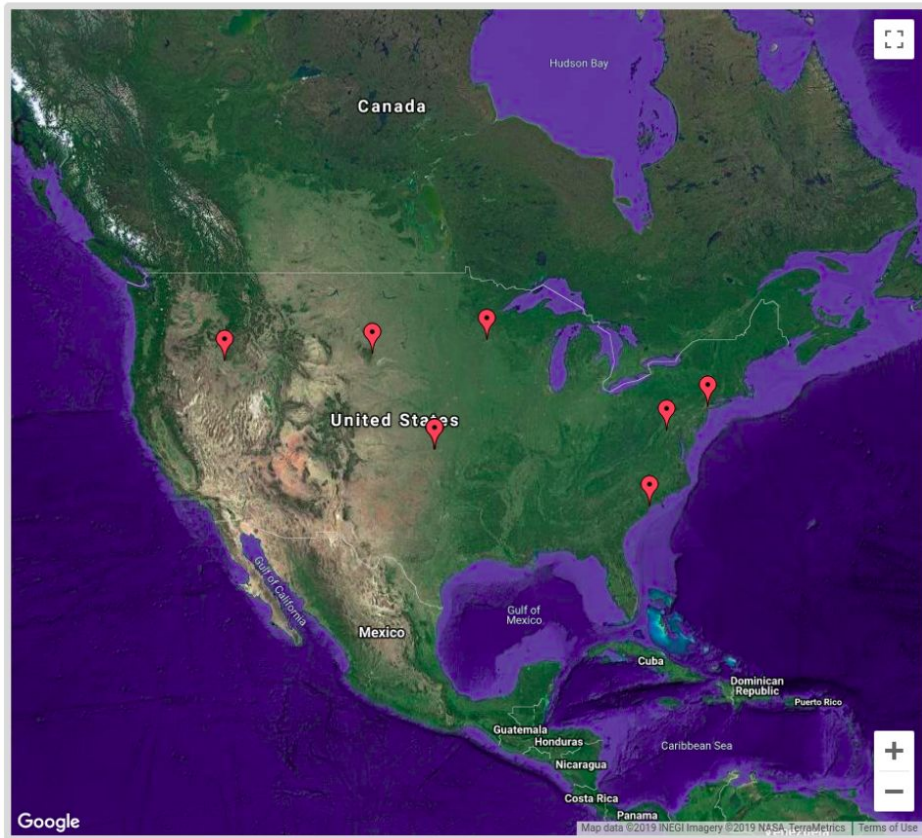 Hudson Bay
Canada
United States
Gulf of California
Gulf of
Mexico
Mexico
Cuba
Dominican
Republic
Puerto Rico
Guatemala
Honduras
Caribbean Sea
Nicaragua
Costa Rica
Panama
+
−
Google
Map data ©2019 INEGI Imagery ©2019 NASA, TerraMetrics
Terms of Use